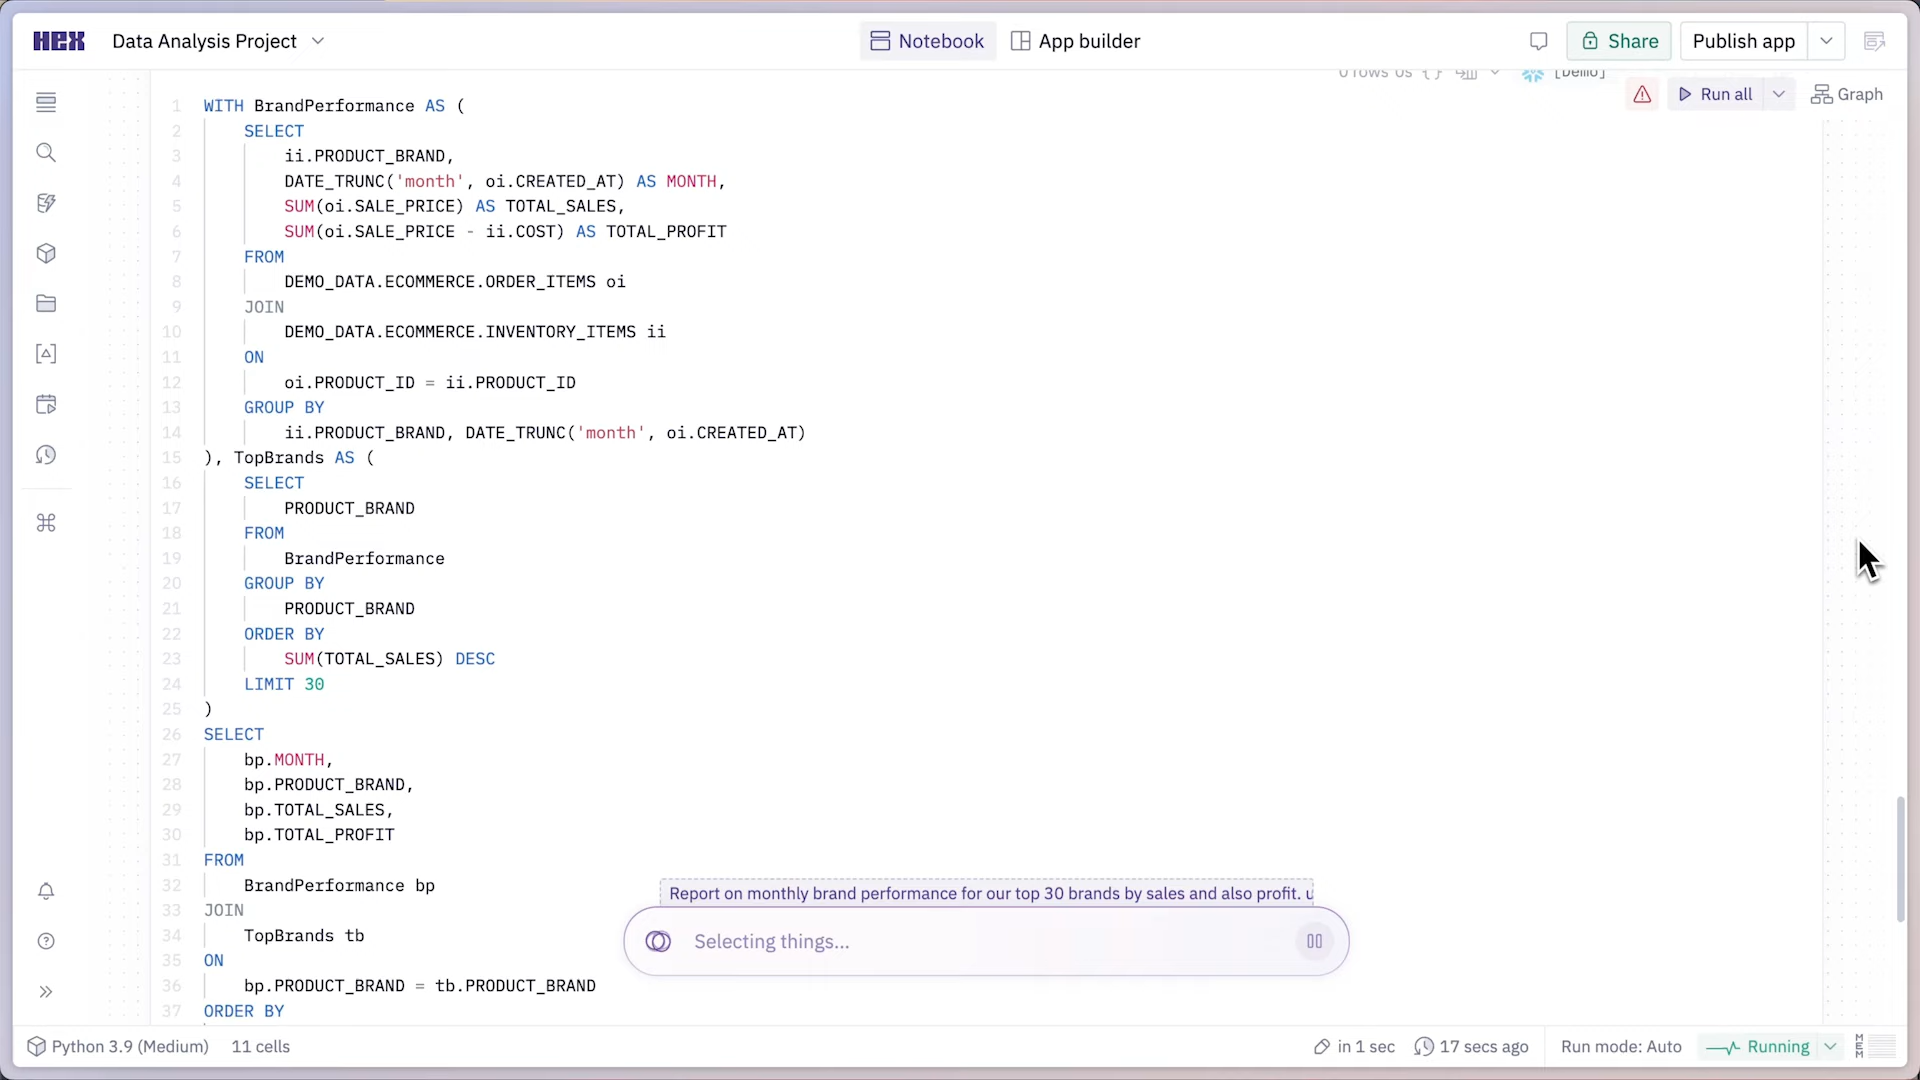 HEX
Data Analysis Project
Notebook
App builder
Share
Publish app
0 rows 0s
[Demo]
Run all
Graph
1 WITH BrandPerformance AS (
2 SELECT
3 ii.PRODUCT_BRAND,
4 DATE_TRUNC('month', oi.CREATED_AT) AS MONTH,
5 SUM(oi.SALE_PRICE) AS TOTAL_SALES,
6 SUM(oi.SALE_PRICE - ii.COST) AS TOTAL_PROFIT
7 FROM
8 DEMO_DATA.ECOMMERCE.ORDER_ITEMS oi
9 JOIN
10 DEMO_DATA.ECOMMERCE.INVENTORY_ITEMS ii
11 ON
12 oi.PRODUCT_ID = ii.PRODUCT_ID
13 GROUP BY
14 ii.PRODUCT_BRAND, DATE_TRUNC('month', oi.CREATED_AT)
15 ), TopBrands AS (
16 SELECT
17 PRODUCT_BRAND
18 FROM
19 BrandPerformance
20 GROUP BY
21 PRODUCT_BRAND
22 ORDER BY
23 SUM(TOTAL_SALES) DESC
24 LIMIT 30
25 )
26 SELECT
27 bp.MONTH,
28 bp.PRODUCT_BRAND,
29 bp.TOTAL_SALES,
30 bp.TOTAL_PROFIT
31 FROM
32 BrandPerformance bp
33 JOIN
34 TopBrands tb
35 ON
36 bp.PRODUCT_BRAND = tb.PRODUCT_BRAND
37 ORDER BY
Report on monthly brand performance for our top 30 brands by sales and also profit. u
Selecting things...
Python 3.9 (Medium)
11 cells
in 1 sec
17 secs ago
Run mode: Auto
Running
MEM